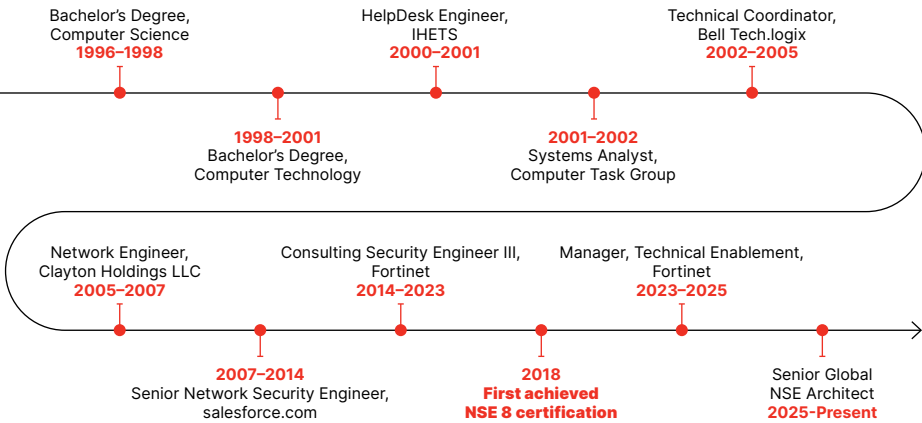 Bachelor’s Degree,
Computer Science
1996–1998
1998–2001
Bachelor’s Degree,
Computer Technology
HelpDesk Engineer,
IHETS
2000–2001
2001–2002
Systems Analyst,
Computer Task Group
Technical Coordinator,
Bell Tech.logix
2002–2005
Network Engineer,
Clayton Holdings LLC
2005–2007
2007–2014
Senior Network Security Engineer,
salesforce.com
Consulting Security Engineer III,
Fortinet
2014–2023
2018
First achieved
NSE 8 certification
Manager, Technical Enablement,
Fortinet
2023–2025
Senior Global
NSE Architect
2025-Present